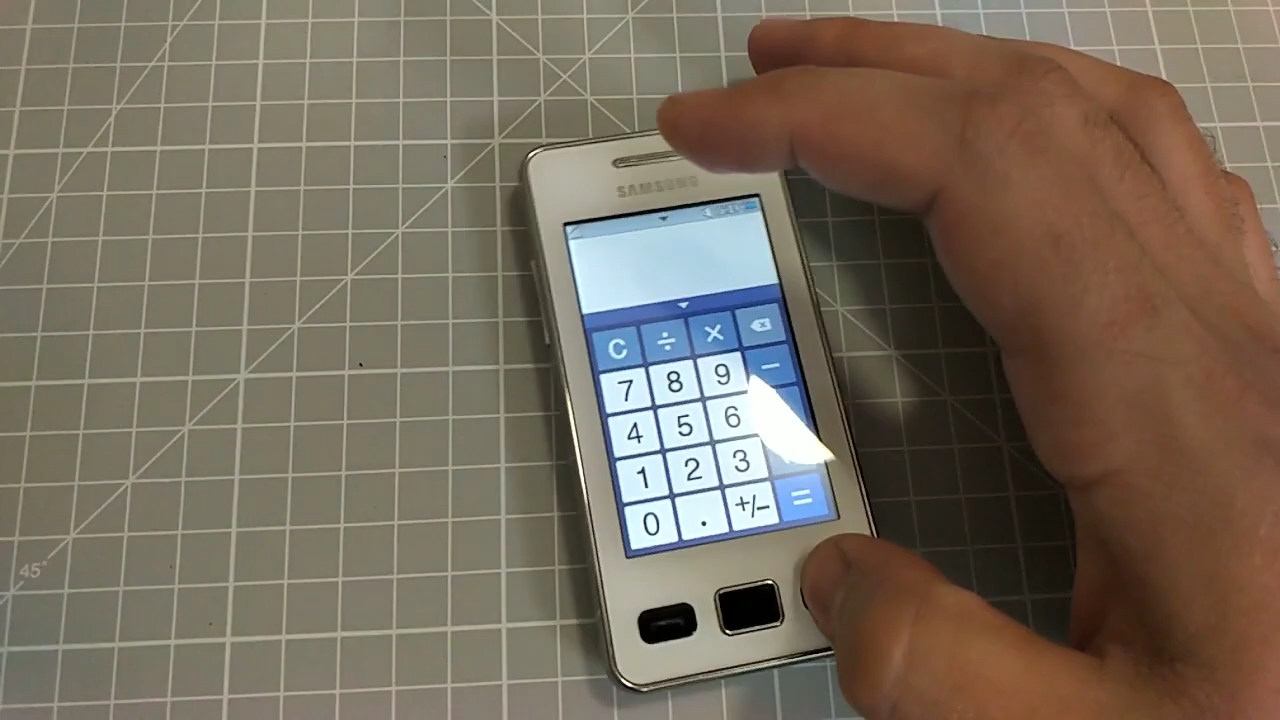 SAMSUNG
C ÷ × 
7 8 9 −
4 5 6
1 2 3
0 . +/− =
45°